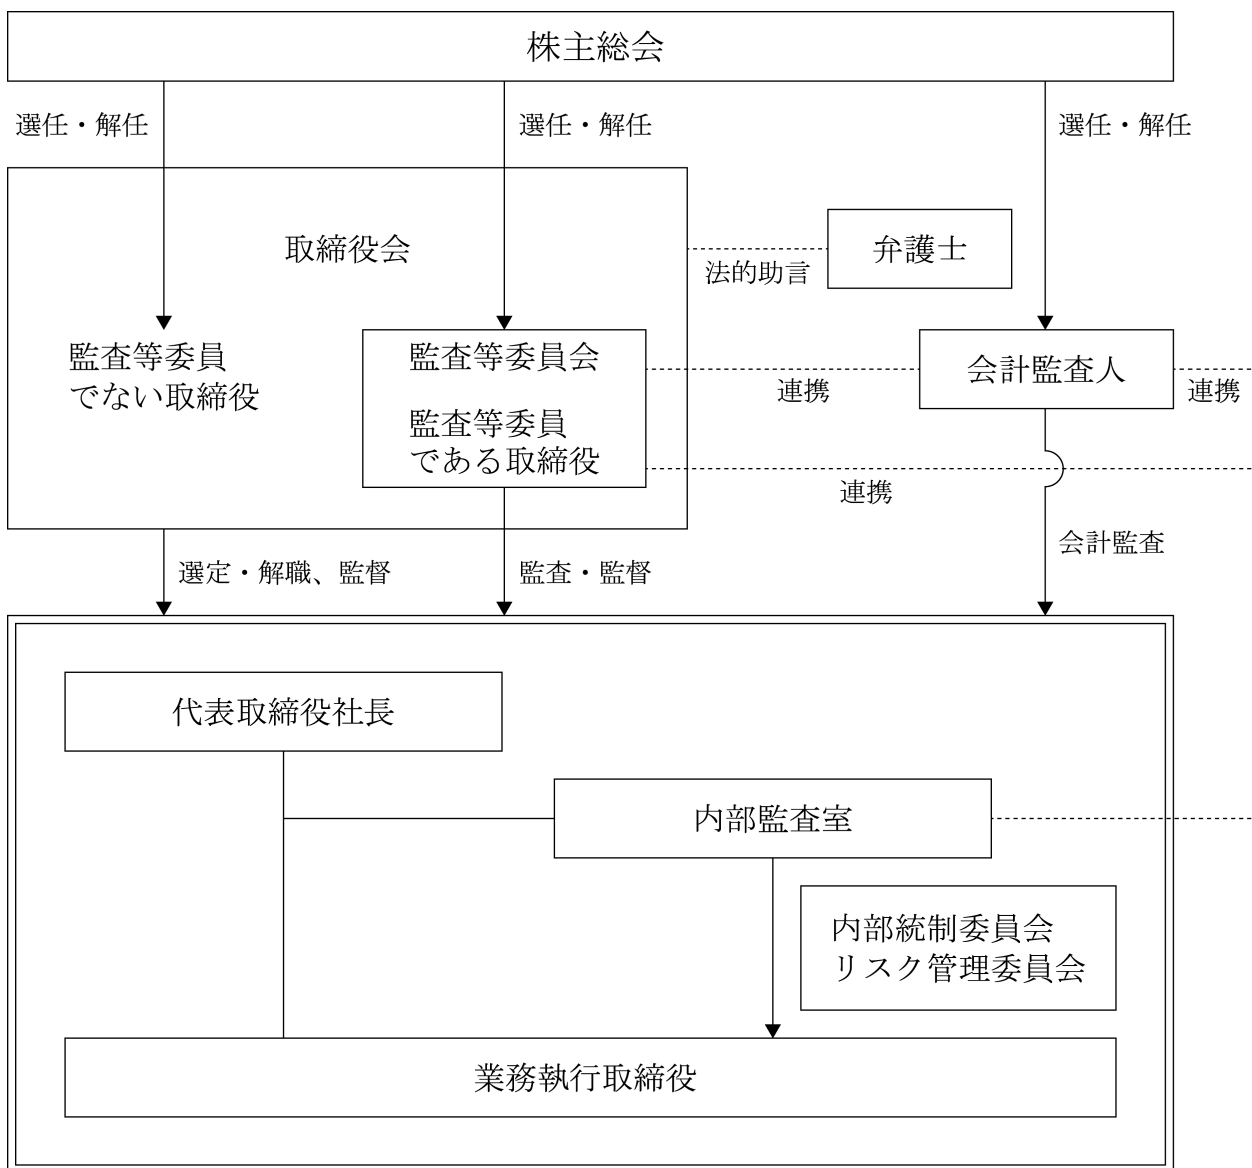 株主総会
選任・解任
選任・解任
選任・解任
取締役会
弁護士
法的助言
監査等委員
でない取締役
監査等委員会
監査等委員
である取締役
連携
会計監査人
連携
連携
会計監査
選定・解職、監督
監査・監督
代表取締役社長
内部監査室
内部統制委員会
リスク管理委員会
業務執行取締役